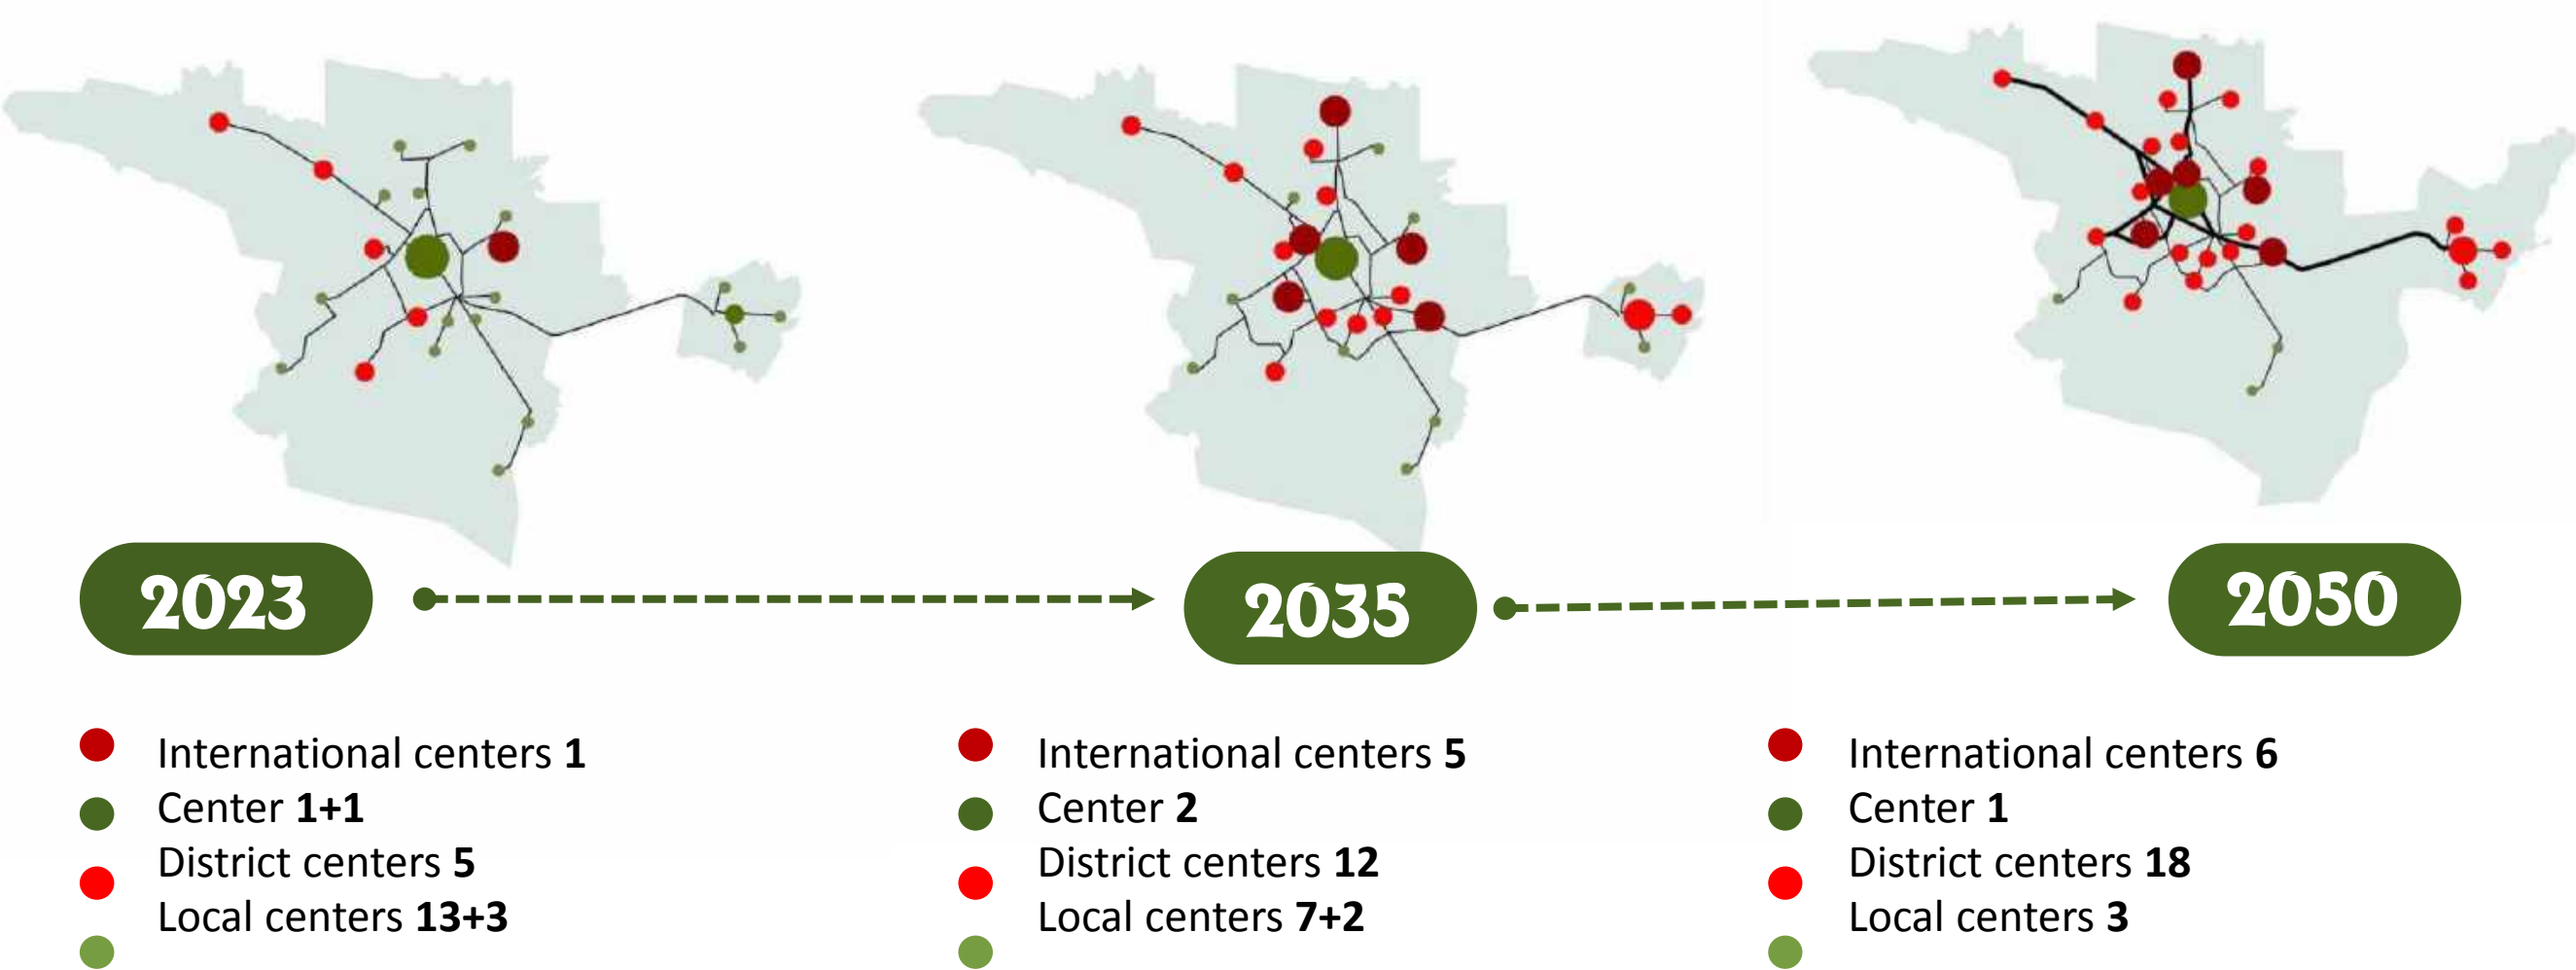 2023
2035
2050
International centers 1
Center 1+1
District centers 5
Local centers 13+3
International centers 5
Center 2
District centers 12
Local centers 7+2
International centers 6
Center 1
District centers 18
Local centers 3